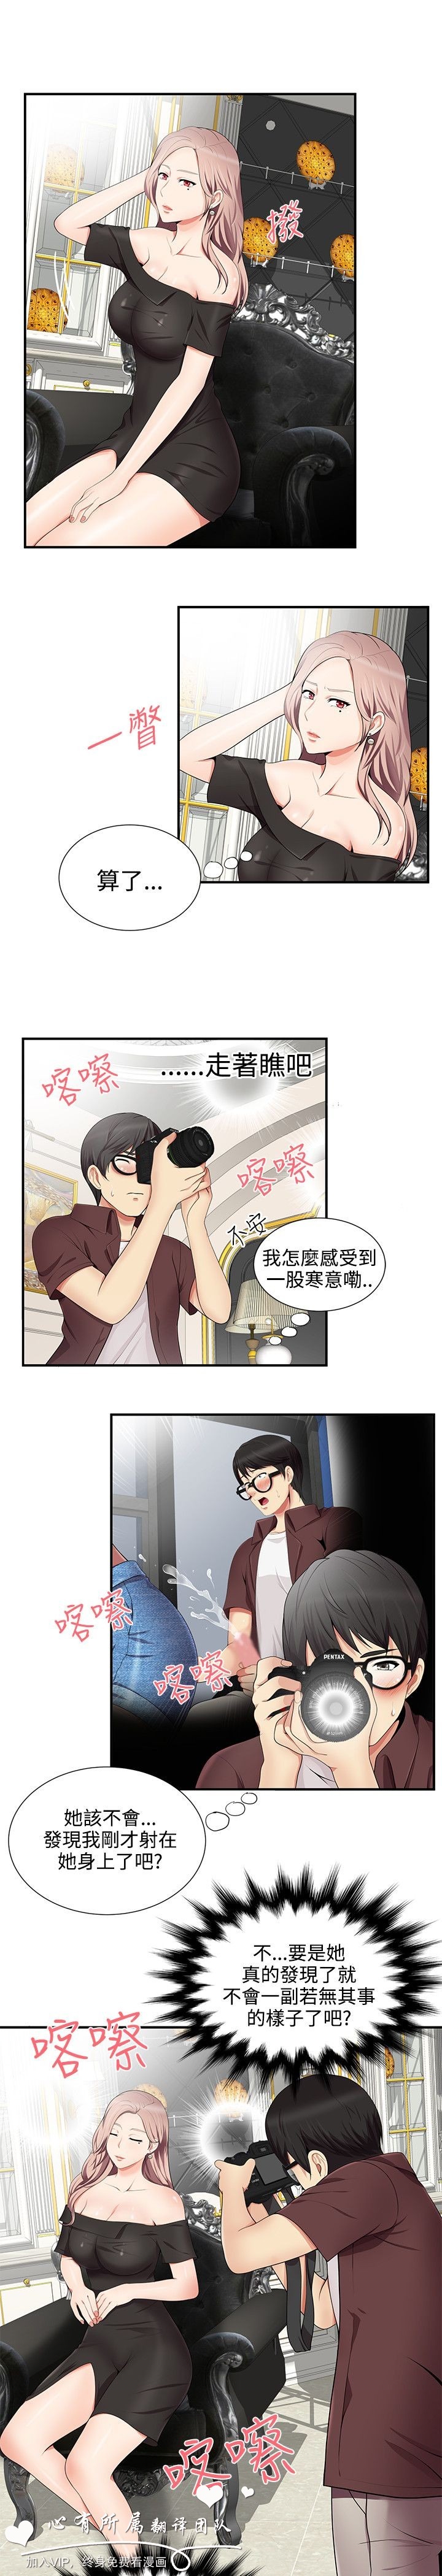 撥
一瞥
算了...
喀嚓
......走著瞧吧
喀嚓
不安
我怎麼感受到
一股寒意嘞..
喀嚓
喀嚓
PENTAX
她該不會...
發現我剛才射在
她身上了吧?
不...要是她
真的發現了就
不會一副若無其事
的樣子了吧?
喀嚓
喀嚓
心有所属翻译团队
加入VIP，终身免费看漫画